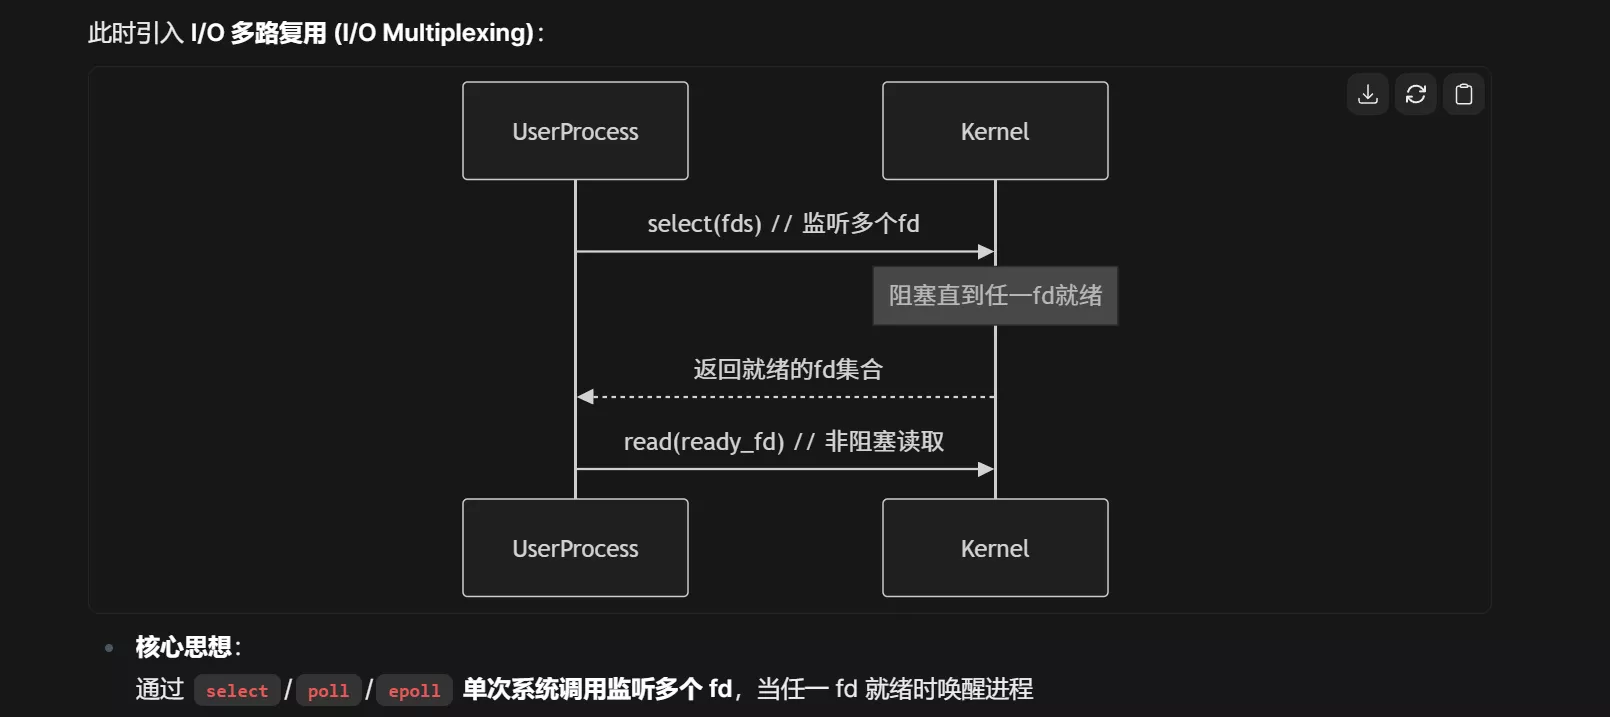 此时引入 I/O 多路复用 (I/O Multiplexing)：
UserProcess
Kernel
select(fds) // 监听多个fd
阻塞直到任一fd就绪
返回就绪的fd集合
read(ready_fd) // 非阻塞读取
UserProcess
Kernel
核心思想：
通过 select / poll / epoll 单次系统调用监听多个 fd，当任一 fd 就绪时唤醒进程